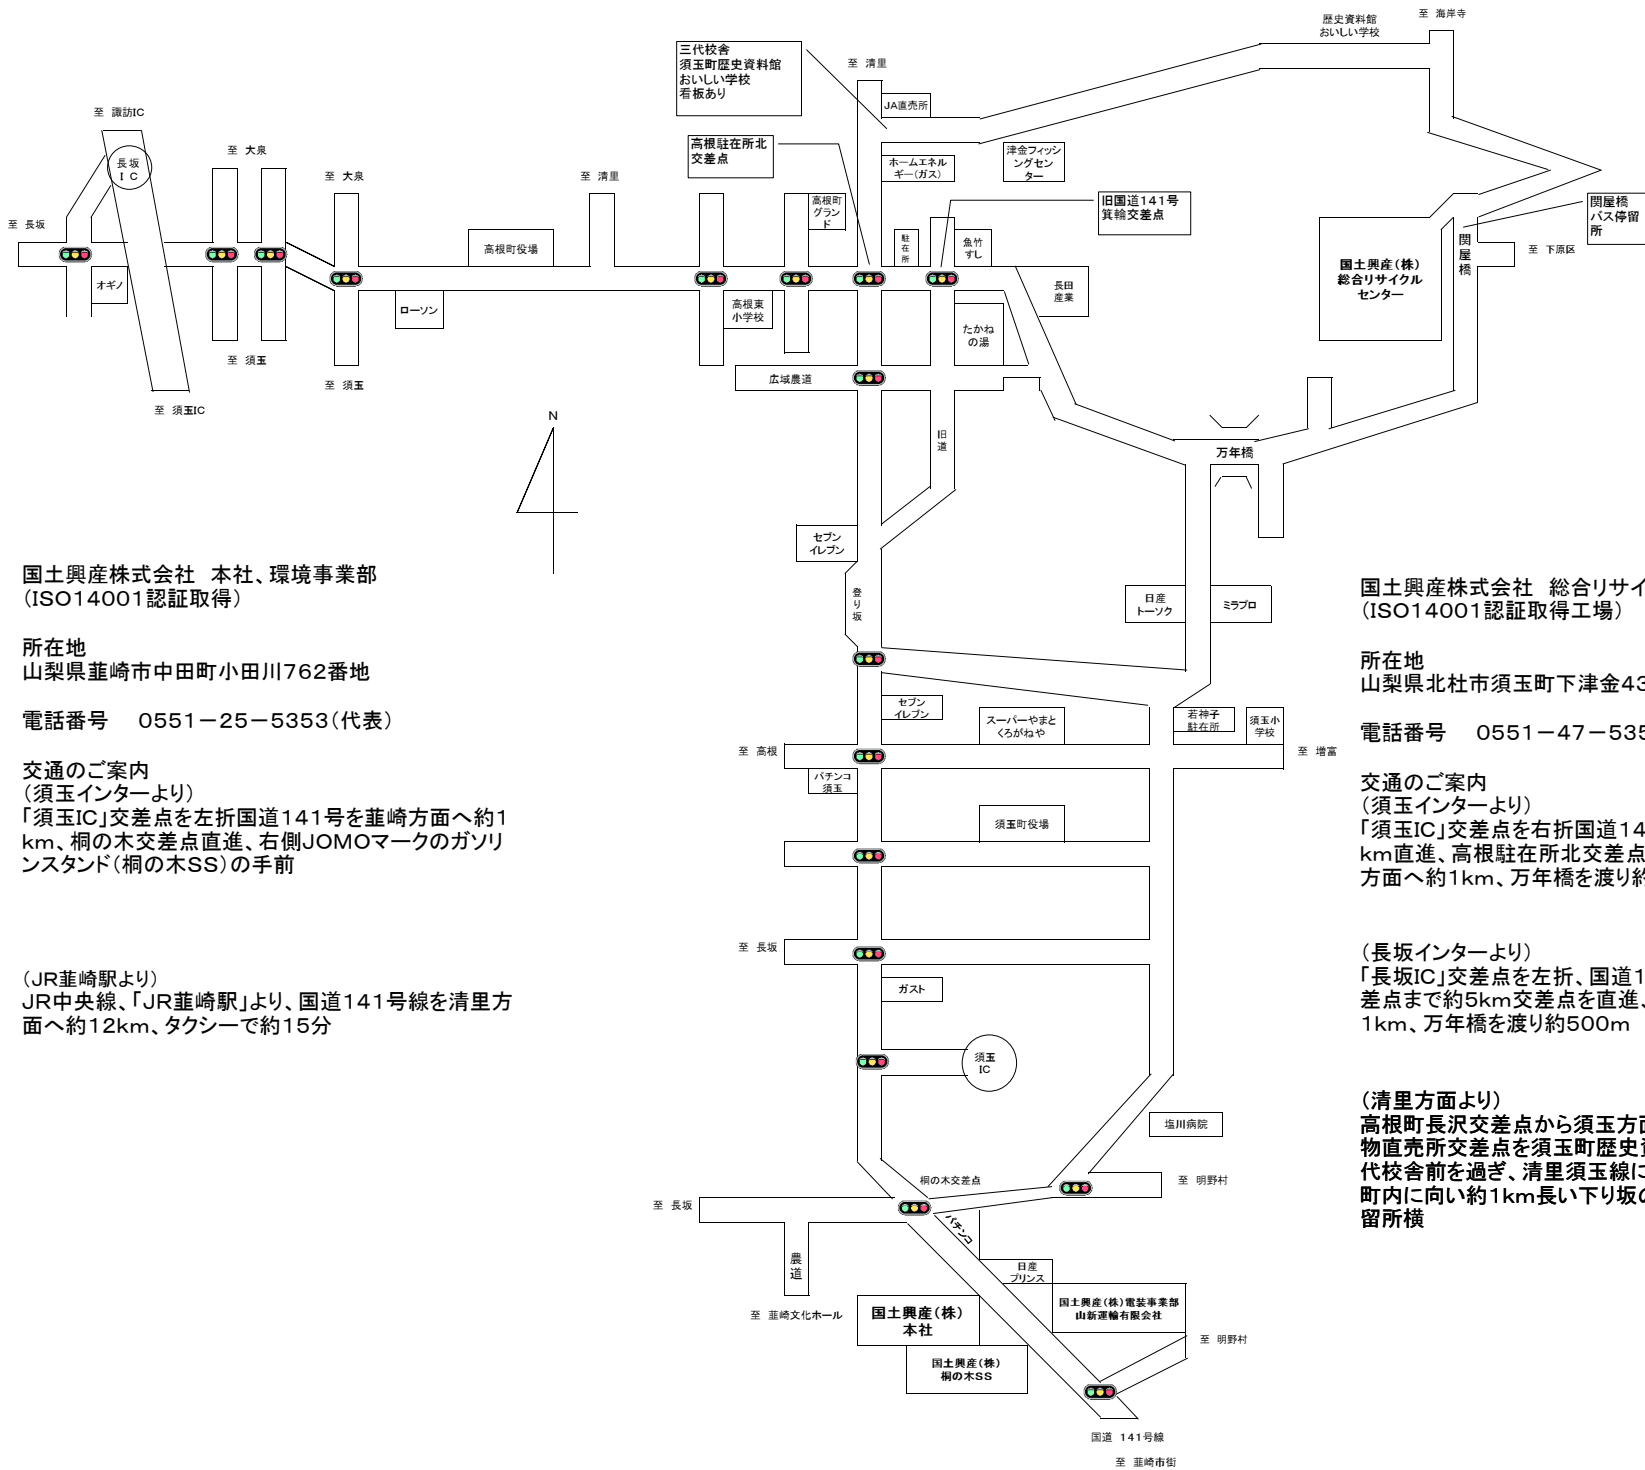 歴史資料館
おいしい学校
至 海岸寺
三代校舎
須玉町歴史資料館
おいしい学校
看板あり
至 清里
JA直売所
至 諏訪IC
長坂
IC
至 大泉
至 大泉
至 清里
高根駐在所北
交差点
ホームエネル
ギー(ガス)
津金フィッシ
ングセン
ター
高根町
グラン
ド
旧国道141号
箕輪交差点
関屋橋
バス停留
所
至 長坂
高根町役場
駐
在
所
魚竹
すし
関
屋
橋
至 下原区
国土興産(株)
総合リサイクル
センター
オギノ
ローソン
高根東
小学校
長田
産業
たかね
の湯
至 須玉
至 須玉
広域農道
至 須玉IC
N
旧
道
万年橋
セブン
イレブン
登
り
坂
日産
トーソク
ミラプロ
国土興産株式会社 本社、環境事業部
(ISO14001認証取得)
所在地
山梨県韮崎市中田町小田川762番地
電話番号 0551-25-5353(代表)
交通のご案内
(須玉インターより)
「須玉IC」交差点を左折国道141号を韮崎方面へ約1
km、桐の木交差点直進、右側JOMOマークのガソリ
ンスタンド(桐の木SS)の手前
(JR韮崎駅より)
JR中央線、「JR韮崎駅」より、国道141号線を清里方
面へ約12km、タクシーで約15分
セブン
イレブン
スーパーやまと
くろがねや
若神子
駐在所
須玉小
学校
至 高根
至 増富
パチンコ
須玉
須玉町役場
至 長坂
ガスト
須玉
IC
塩川病院
桐の木交差点
至 明野村
至 長坂
パチンコ
農
道
日産
プリンス
至 韮崎文化ホール
国土興産(株)
本社
国土興産(株)電装事業部
山新運輸有限会社
至 明野村
国土興産(株)
桐の木SS
国道 141号線
至 韮崎市街
国土興産株式会社 総合リサイ
(ISO14001認証取得工場)
所在地
山梨県北杜市須玉町下津金43
電話番号 0551-47-535
交通のご案内
(須玉インターより)
「須玉IC」交差点を右折国道14
km直進、高根駐在所北交差点
方面へ約1km、万年橋を渡り約
(長坂インターより)
「長坂IC」交差点を左折、国道1
差点まで約5km交差点を直進、
1km、万年橋を渡り約500m
(清里方面より)
高根町長沢交差点から須玉方面
物直売所交差点を須玉町歴史資
代校舎前を過ぎ、清里須玉線に
町内に向い約1km長い下り坂の
留所横